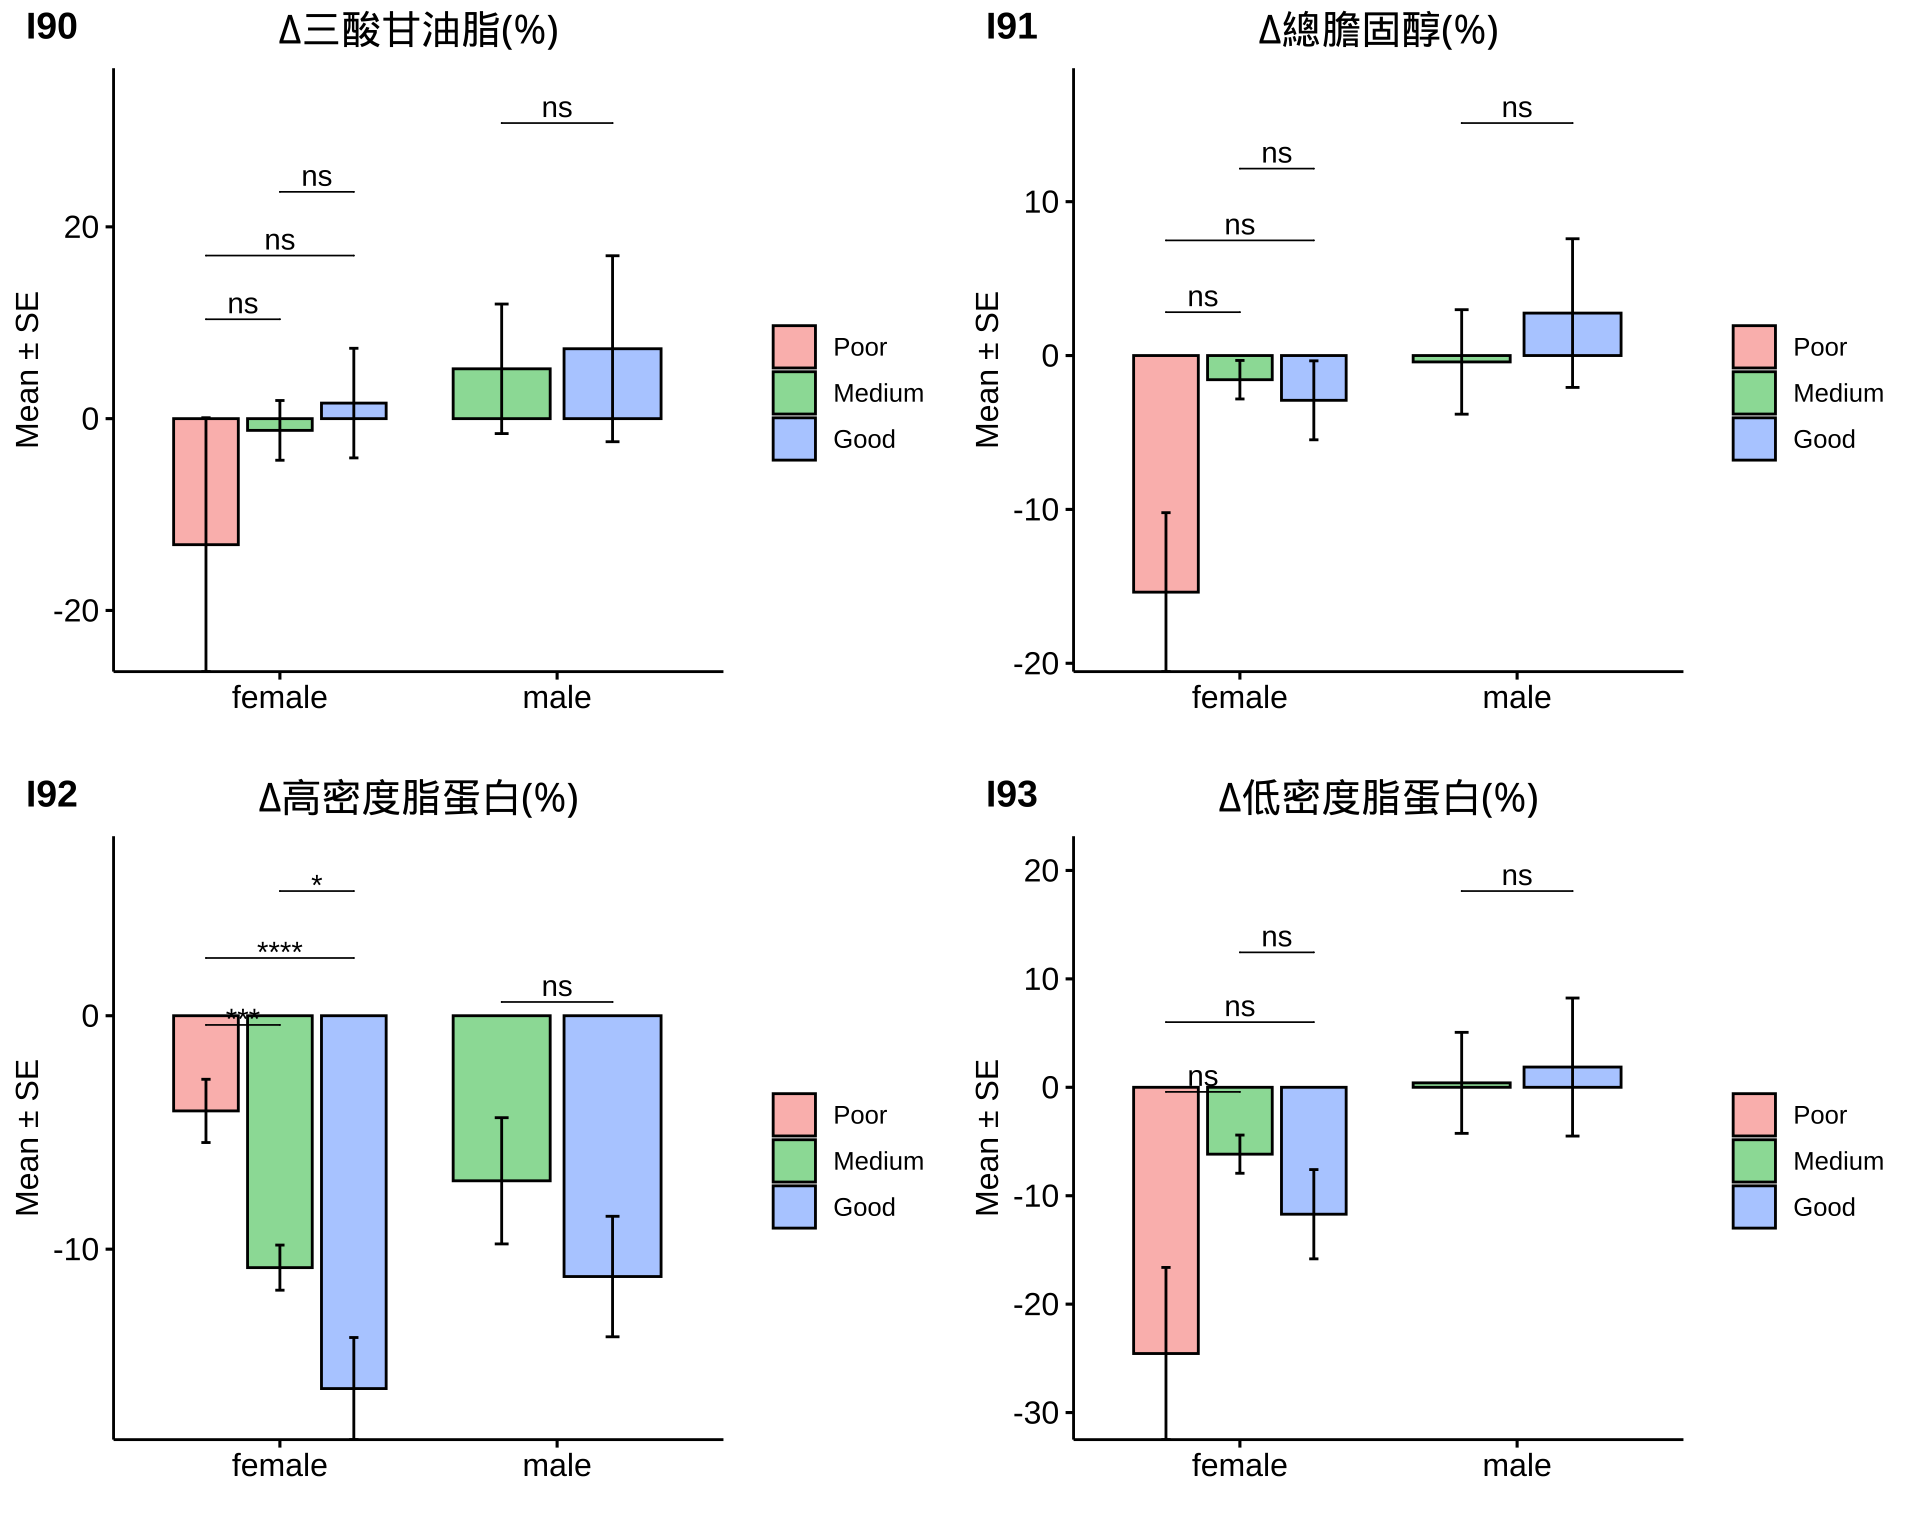 I90
Δ三酸甘油脂(%)
Mean ± SE
20
0
-20
ns
ns
ns
ns
female
male
Poor
Medium
Good
I91
Δ總膽固醇(%)
Mean ± SE
10
0
-10
-20
ns
ns
ns
ns
female
male
Poor
Medium
Good
I92
Δ高密度脂蛋白(%)
Mean ± SE
0
-10
*
****
***
ns
female
male
Poor
Medium
Good
I93
Δ低密度脂蛋白(%)
Mean ± SE
20
10
0
-10
-20
-30
ns
ns
ns
ns
female
male
Poor
Medium
Good